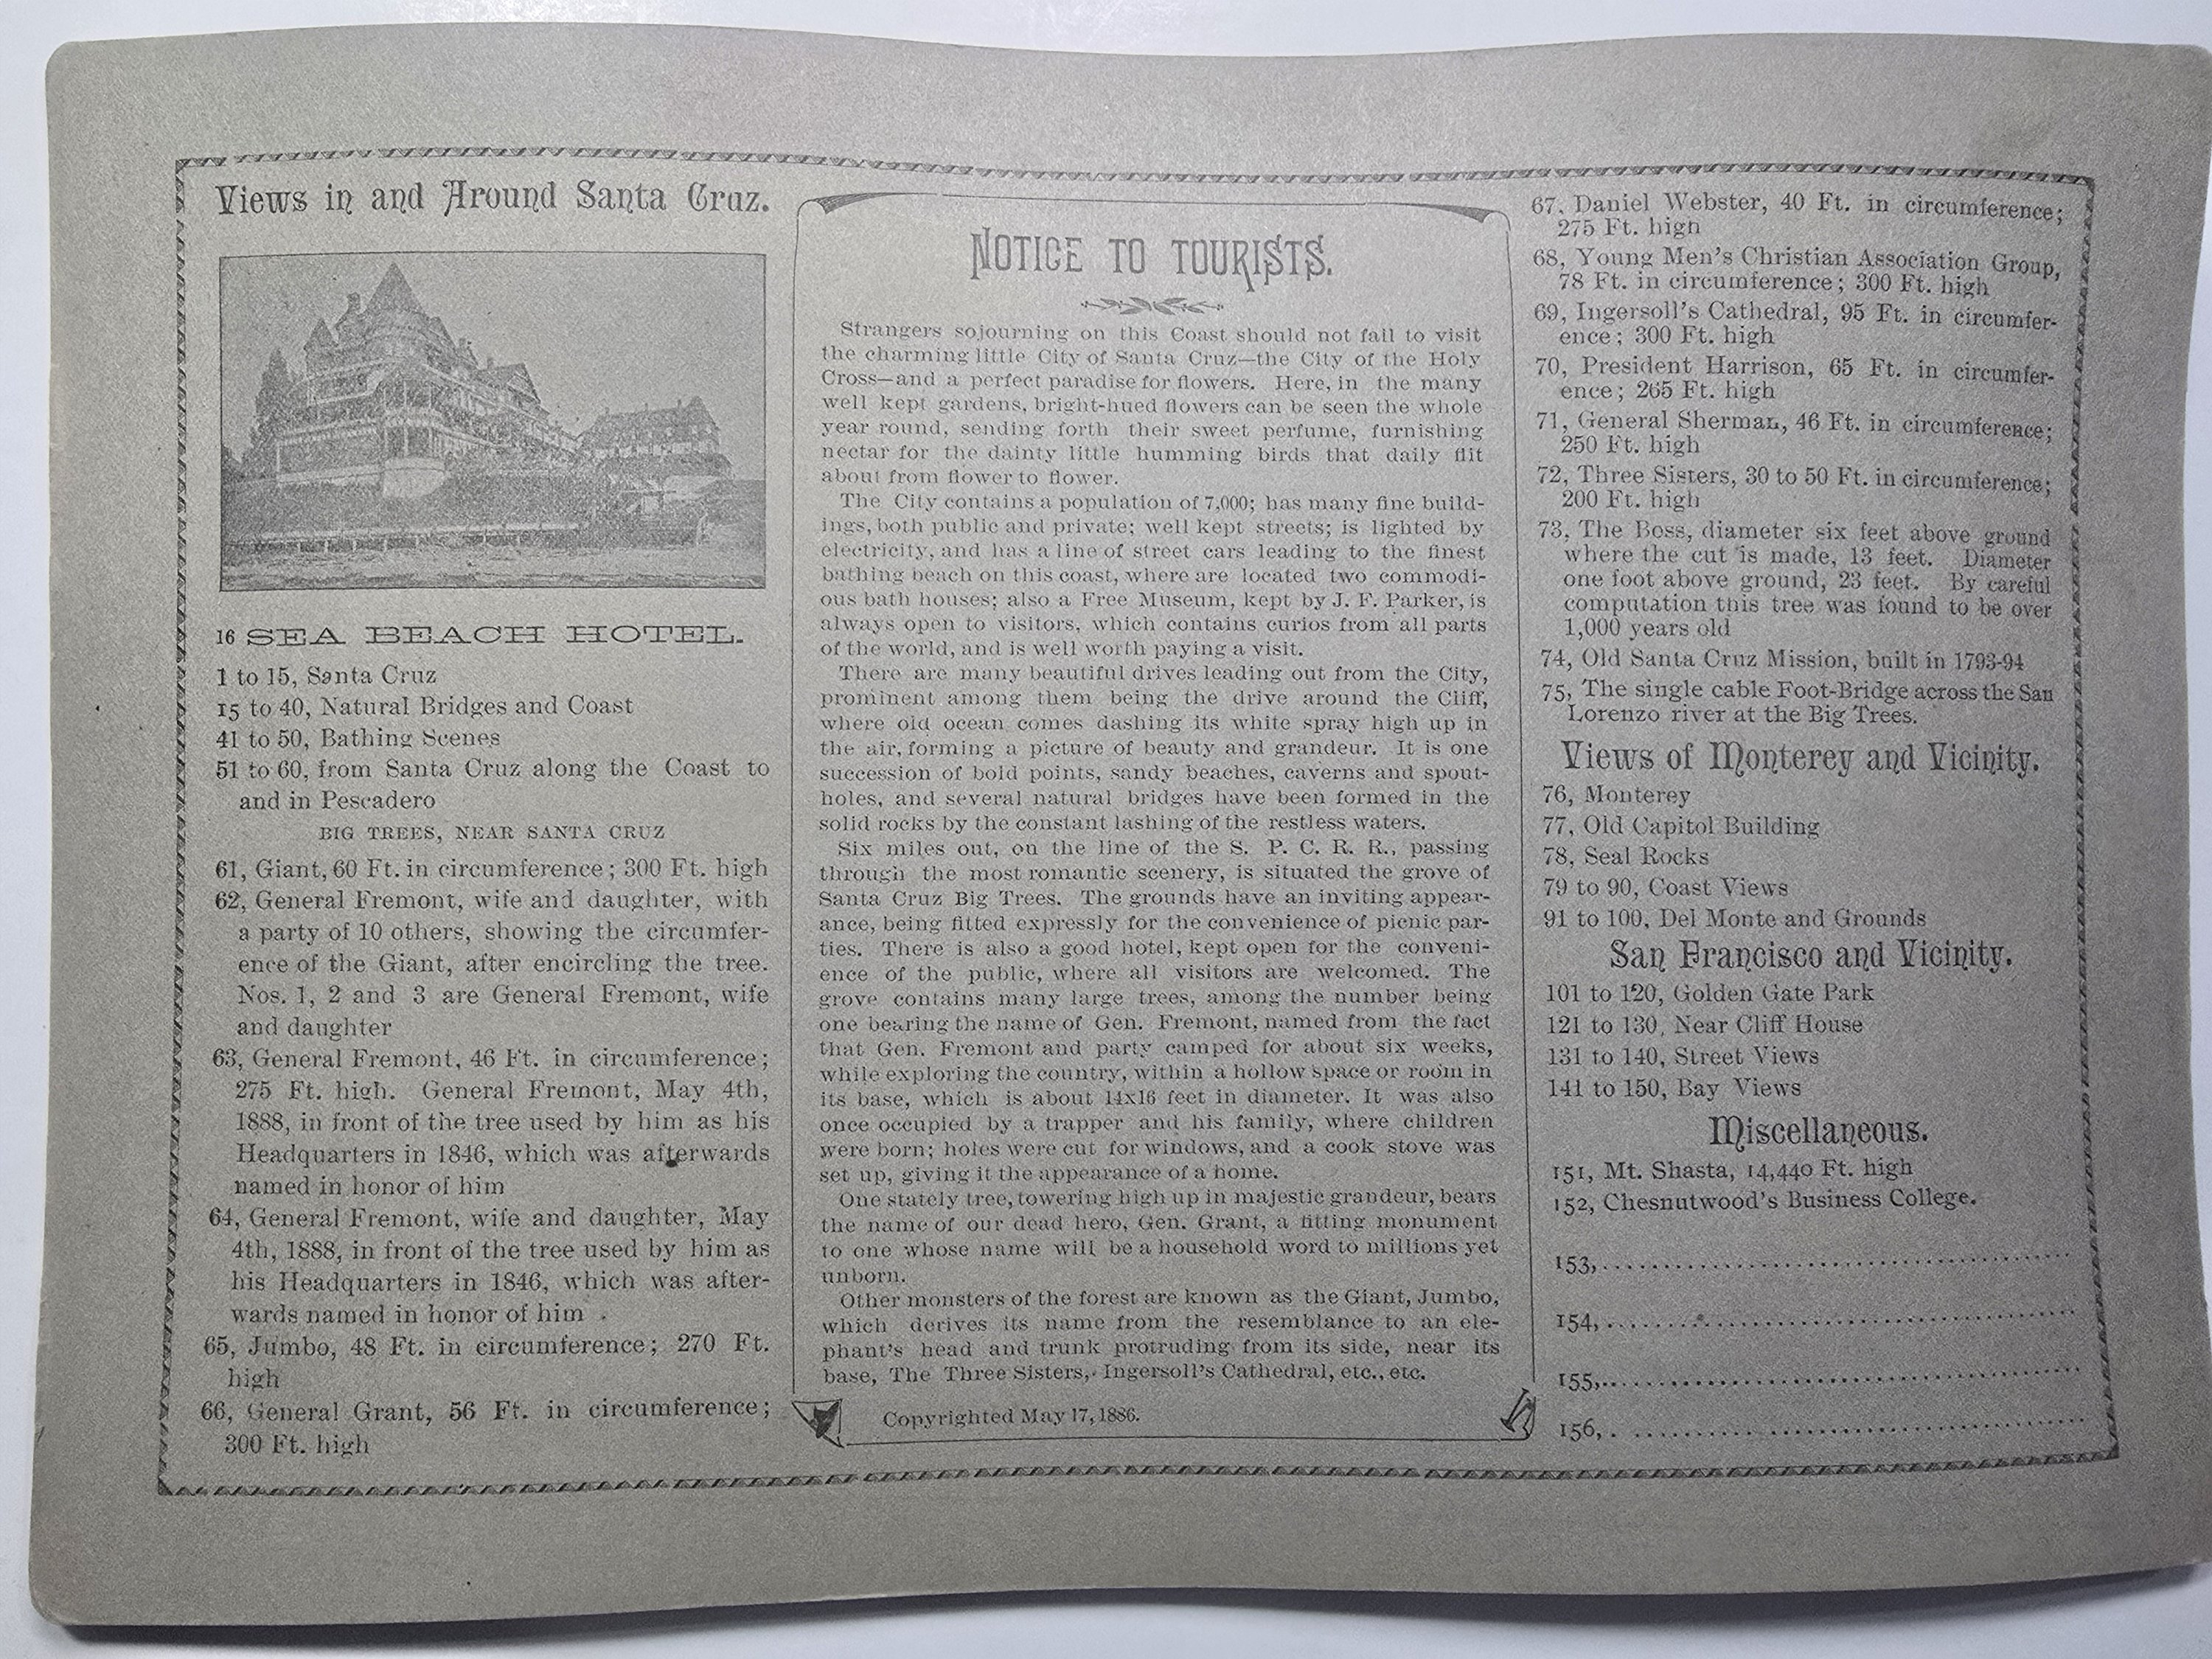 Views in and Around Santa Cruz.
16 SEA BEACH HOTEL.
1 to 15, Santa Cruz
15 to 40, Natural Bridges and Coast
41 to 50, Bathing Scenes
51 to 60, from Santa Cruz along the Coast to
and in Pescadero
BIG TREES, NEAR SANTA CRUZ
61, Giant, 60 Ft. in circumference; 300 Ft. high
62, General Fremont, wife and daughter, with
a party of 10 others, showing the circumfer-
ence of the Giant, after encircling the tree.
Nos. 1, 2 and 3 are General Fremont, wife
and daughter
63, General Fremont, 46 Ft. in circumference;
275 Ft. high. General Fremont, May 4th,
1888, in front of the tree used by him as his
Headquarters in 1846, which was afterwards
named in honor of him
64, General Fremont, wife and daughter, May
4th, 1888, in front of the tree used by him as
his Headquarters in 1846, which was after-
wards named in honor of him
65, Jumbo, 48 Ft. in circumference; 270 Ft.
high
66, General Grant, 56 Ft. in circumference;
300 Ft. high
NOTICE TO TOURISTS.
Strangers sojourning on this Coast should not fail to visit
the charming little City of Santa Cruz—the City of the Holy
Cross—and a perfect paradise for flowers. Here, in the many
well kept gardens, bright-hued flowers can be seen the whole
year round, sending forth their sweet perfume, furnishing
nectar for the dainty little humming birds that daily flit
about from flower to flower.
The City contains a population of 7,000; has many fine build-
ings, both public and private; well kept streets; is lighted by
electricity, and has a line of street cars leading to the finest
bathing beach on this coast, where are located two commodi-
ous bath houses; also a Free Museum, kept by J. F. Parker, is
always open to visitors, which contains curios from all parts
of the world, and is well worth paying a visit.
There are many beautiful drives leading out from the City,
prominent among them being the drive around the Cliff,
where old ocean comes dashing its white spray high up in
the air, forming a picture of beauty and grandeur. It is one
succession of bold points, sandy beaches, caverns and spout-
holes, and several natural bridges have been formed in the
solid rocks by the constant lashing of the restless waters.
Six miles out, on the line of the S. P. C. R. R., passing
through the most romantic scenery, is situated the grove of
Santa Cruz Big Trees. The grounds have an inviting appear-
ance, being fitted expressly for the convenience of picnic par-
ties. There is also a good hotel, kept open for the conveni-
ence of the public, where all visitors are welcomed. The
grove contains many large trees, among the number being
one bearing the name of Gen. Fremont, named from the fact
that Gen. Fremont and party camped for about six weeks,
while exploring the country, within a hollow space or room in
its base, which is about 14x16 feet in diameter. It was also
once occupied by a trapper and his family, where children
were born; holes were cut for windows, and a cook stove was
set up, giving it the appearance of a home.
One stately tree, towering high up in majestic grandeur, bears
the name of our dead hero, Gen. Grant, a fitting monument
to one whose name will be a household word to millions yet
unborn.
Other monsters of the forest are known as the Giant, Jumbo,
which derives its name from the resemblance to an ele-
phant's head and trunk protruding from its side, near its
base, The Three Sisters, Ingersoll's Cathedral, etc., etc.
Copyrighted May 17, 1886.
67, Daniel Webster, 40 Ft. in circumference;
275 Ft. high
68, Young Men's Christian Association Group,
78 Ft. in circumference; 300 Ft. high
69, Ingersoll's Cathedral, 95 Ft. in circumfer-
ence; 300 Ft. high
70, President Harrison, 65 Ft. in circumfer-
ence; 265 Ft. high
71, General Sherman, 46 Ft. in circumference;
250 Ft. high
72, Three Sisters, 30 to 50 Ft. in circumference;
200 Ft. high
73, The Boss, diameter six feet above ground
where the cut is made, 13 feet. Diameter
one foot above ground, 23 feet. By careful
computation this tree was found to be over
1,000 years old
74, Old Santa Cruz Mission, built in 1793-94
75, The single cable Foot-Bridge across the San
Lorenzo river at the Big Trees.
Views of Monterey and Vicinity.
76, Monterey
77, Old Capitol Building
78, Seal Rocks
79 to 90, Coast Views
91 to 100, Del Monte and Grounds
San Francisco and Vicinity.
101 to 120, Golden Gate Park
121 to 130, Near Cliff House
131 to 140, Street Views
141 to 150, Bay Views
Miscellaneous.
151, Mt. Shasta, 14,440 Ft. high
152, Chesnutwood's Business College.
153,
154,
155,
156,